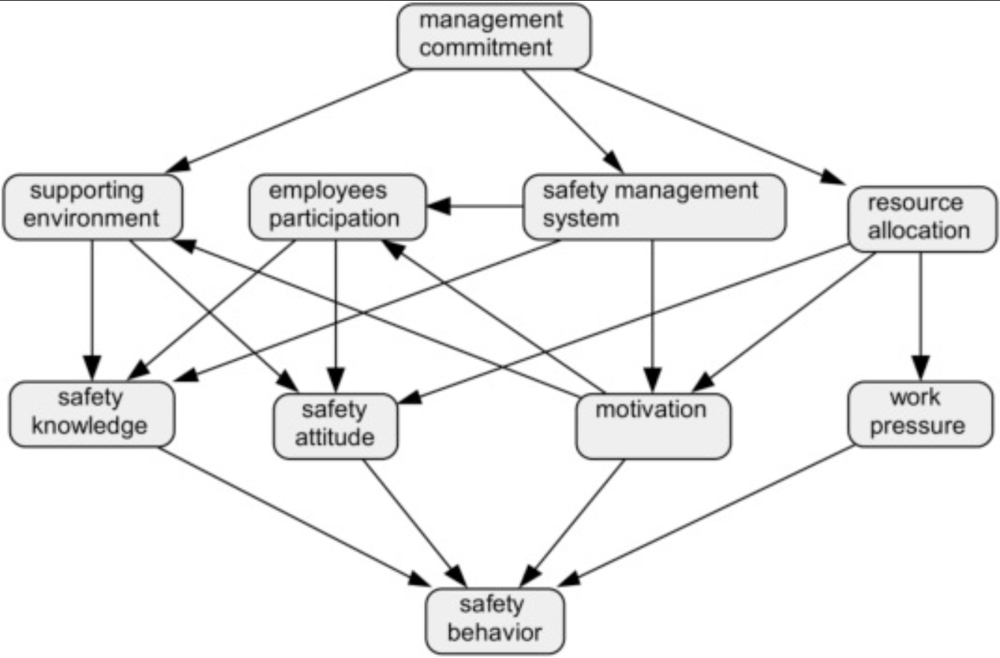 management
commitment
supporting
environment
employees
participation
safety management
system
resource
allocation
safety
knowledge
safety
attitude
motivation
work
pressure
safety
behavior